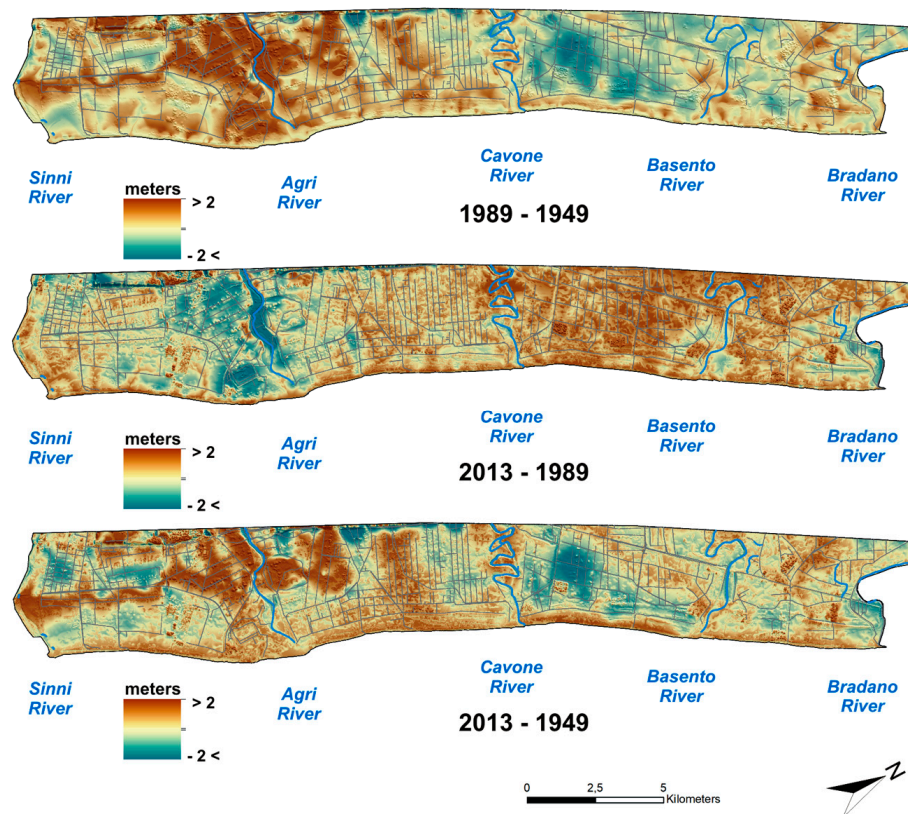 Sinni
River
meters
> 2
=
- 2 <
Agri
River
Cavone
River
1989 - 1949
Basento
River
Bradano
River
Sinni
River
meters
> 2
=
- 2 <
Agri
River
Cavone
River
2013 - 1989
Basento
River
Bradano
River
Sinni
River
meters
> 2
=
- 2 <
Agri
River
Cavone
River
2013 - 1949
Basento
River
Bradano
River
0 2,5 5
Kilometers
N